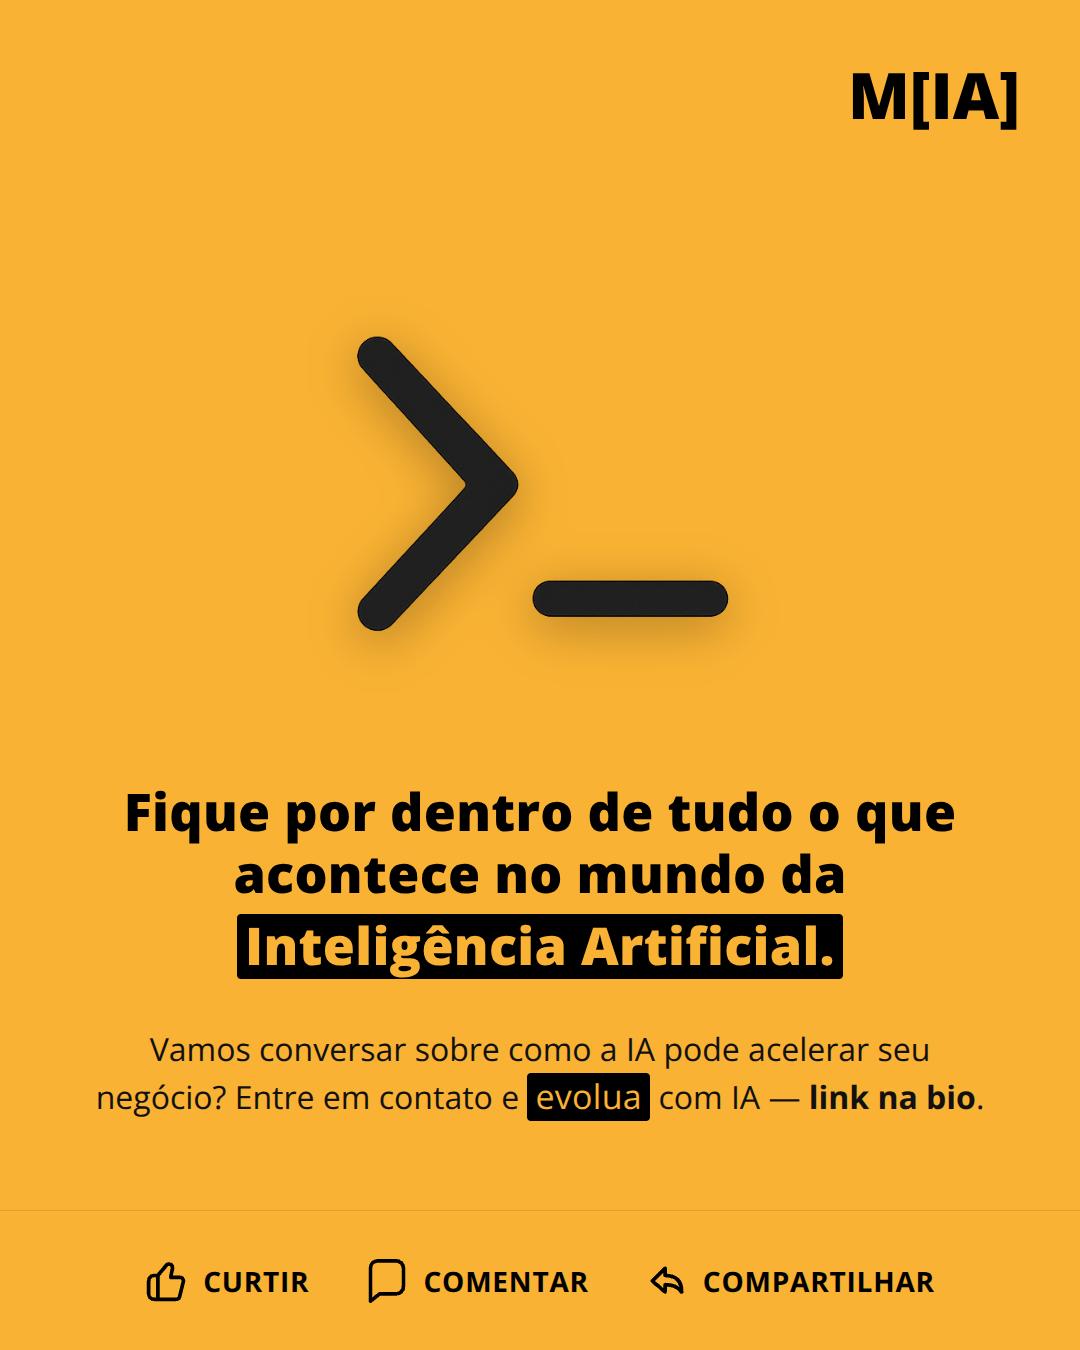 M[IA]
>_
Fique por dentro de tudo o que
acontece no mundo da
Inteligência Artificial.
Vamos conversar sobre como a IA pode acelerar seu
negócio? Entre em contato e evolua com IA — link na bio.
CURTIR COMENTAR COMPARTILHAR